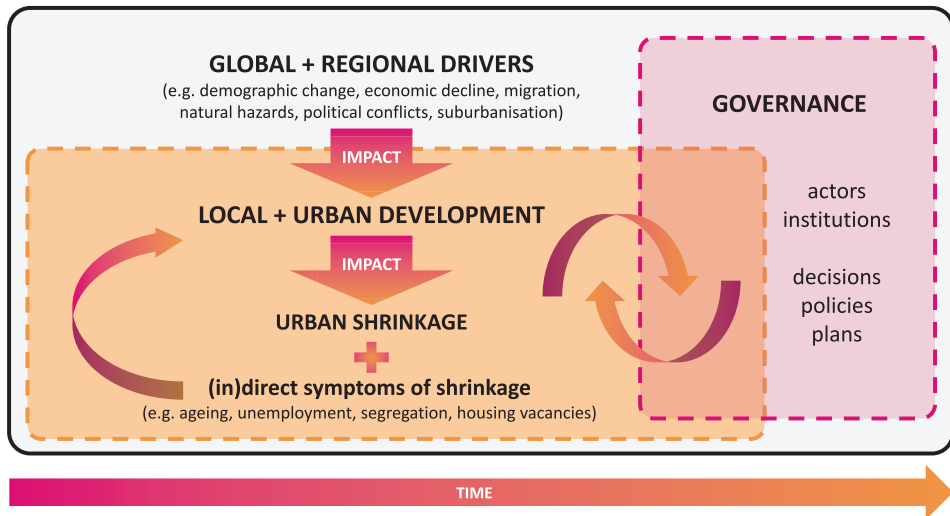 GLOBAL + REGIONAL DRIVERS
(e.g. demographic change, economic decline, migration,
natural hazards, political conflicts, suburbanisation)
IMPACT
LOCAL + URBAN DEVELOPMENT
IMPACT
URBAN SHRINKAGE
(in)direct symptoms of shrinkage
(e.g. ageing, unemployment, segregation, housing vacancies)
GOVERNANCE
actors
institutions
decisions
policies
plans
TIME